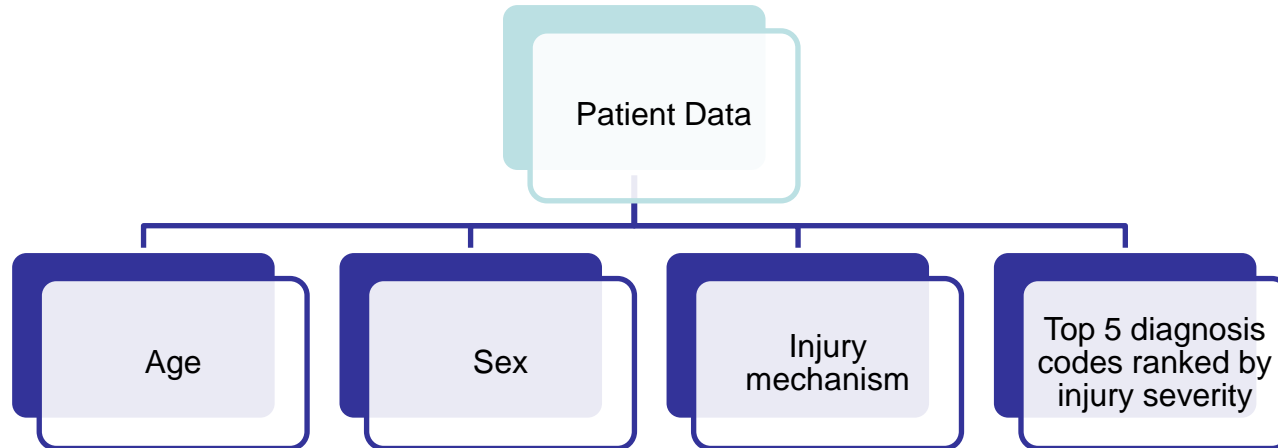 Patient Data
Age
Sex
Injury
mechanism
Top 5 diagnosis
codes ranked by
injury severity